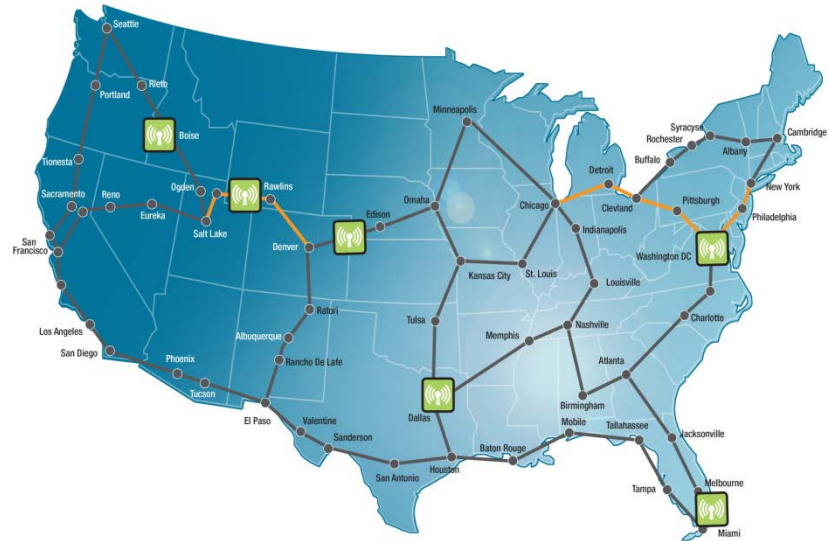 Seattle
Rieth
Portland
Minneapolis
Boise
Syracyse
Rochester
Cambridge
Albany
Buffalo
Tionesta
Detroit
Ogden
Rawlins
New York
Sacramento
Reno
Eureka
Omaha
Edison
Chicago
Clevland
Pittsburgh
Philadelphia
Salt Lake
Indianapolis
San
Francisco
Denver
Washington DC
Kansas City
St. Louis
Louisville
Ratori
Los Angeles
Albuquerque
Tulsa
Memphis
Nashville
Charlotte
San Diego
Phoenix
Rancho De Lafe
Atlanta
Tucson
Dallas
Birmingham
El Paso
Valentine
Sanderson
Mobile
Tallahassee
Jacksonville
Baton Rouge
San Antonio
Houston
Tampa
Melbourne
Miami